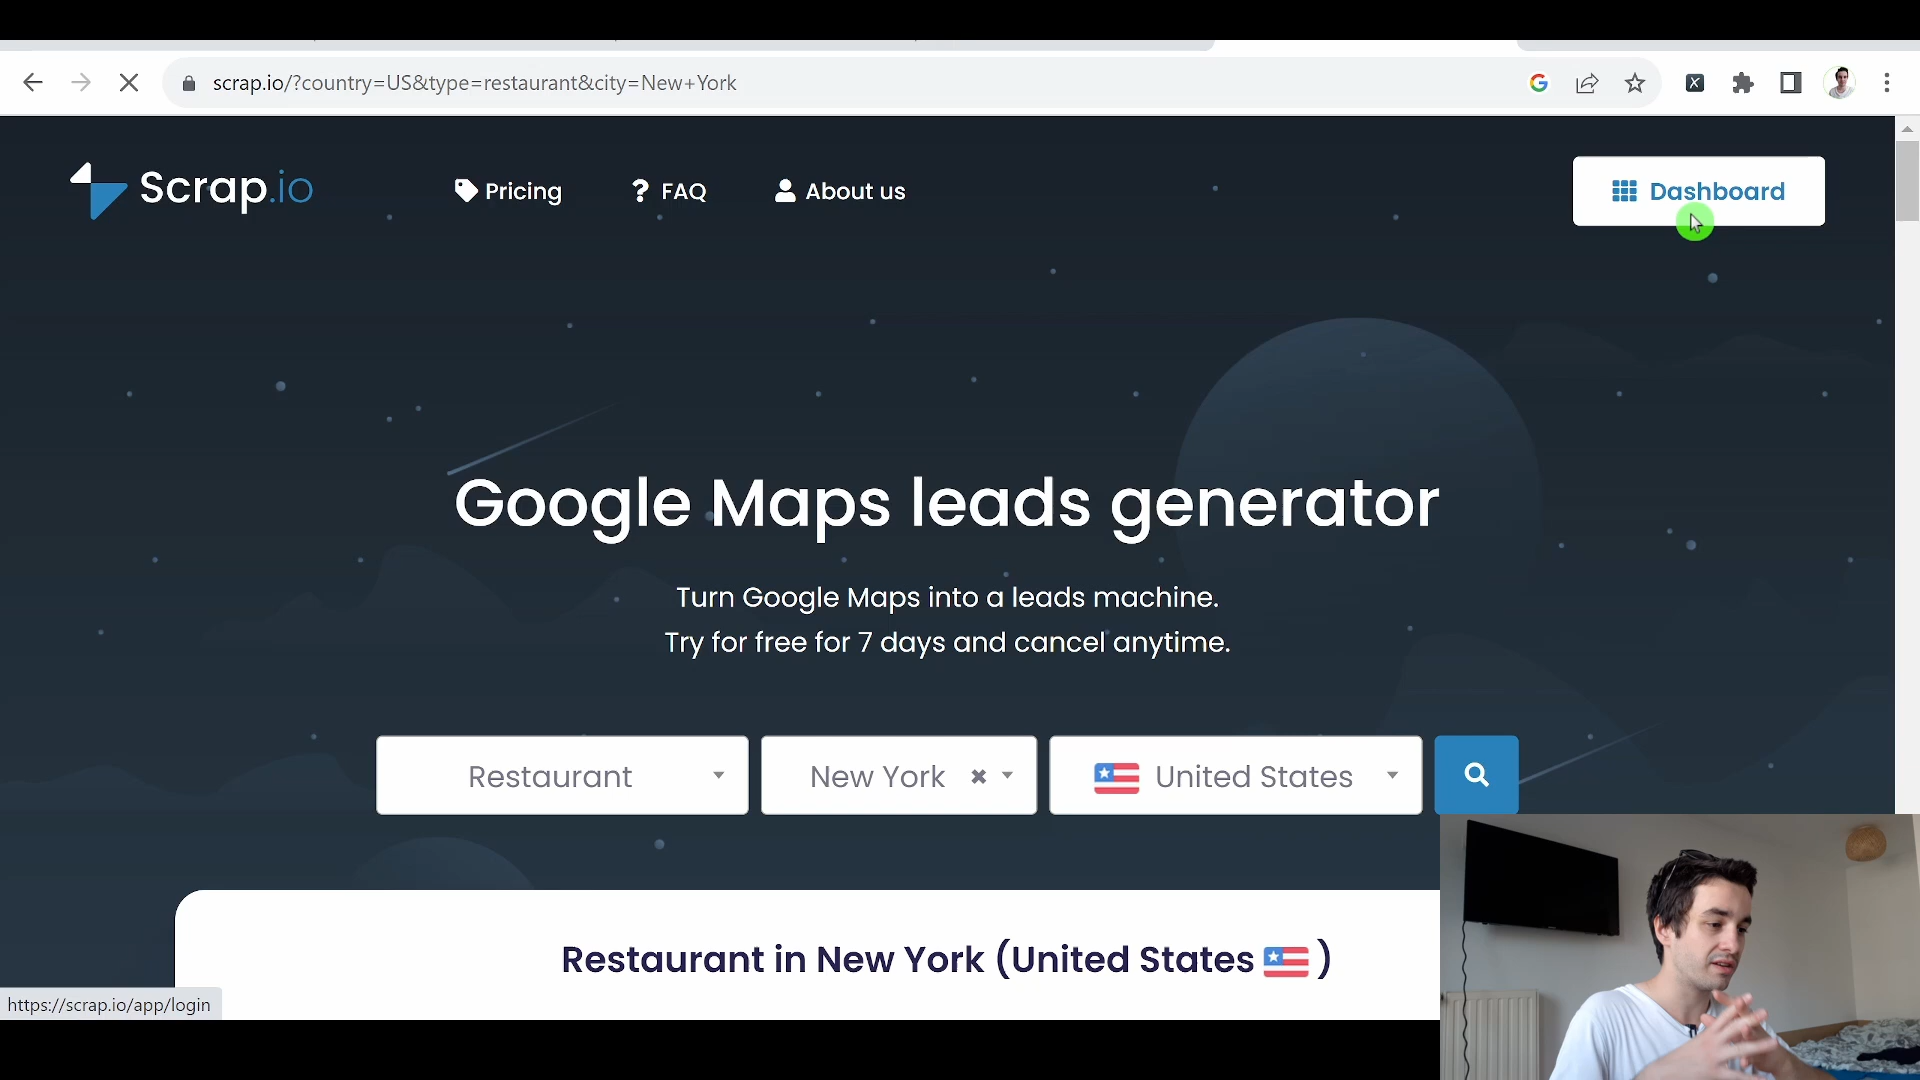 scrap.io/?country=US&type=restaurant&city=New+York
Scrap.io
Pricing
? FAQ
About us
Dashboard
Google Maps leads generator
Turn Google Maps into a leads machine.
Try for free for 7 days and cancel anytime.
Restaurant
New York
United States
Restaurant in New York (United States )
https://scrap.io/app/login